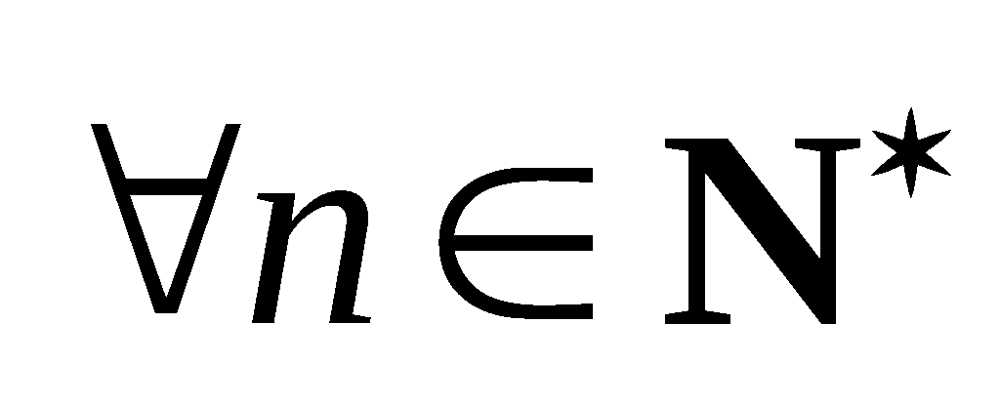 ∀n ∈ N*